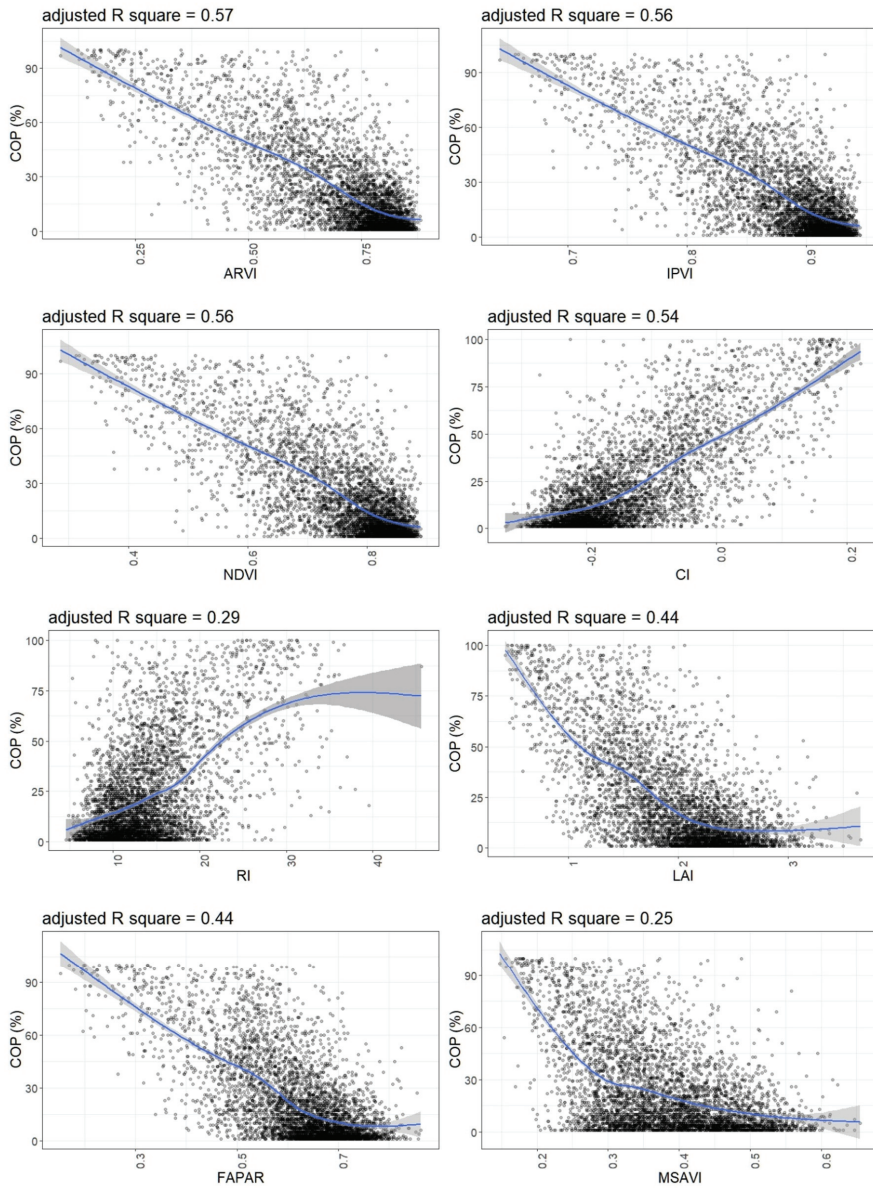 adjusted R square = 0.57
COP (%)
90
60
30
0
0.25
0.50
0.75
ARVI
adjusted R square = 0.56
COP (%)
90
60
30
0
0.7
0.8
0.9
IPVI
adjusted R square = 0.56
COP (%)
90
60
30
0
0.4
0.6
0.8
NDVI
adjusted R square = 0.54
COP (%)
100
75
50
25
0
-0.2
0.0
0.2
CI
adjusted R square = 0.29
COP (%)
100
75
50
25
0
10
20
30
40
RI
adjusted R square = 0.44
COP (%)
100
75
50
25
0
1
2
3
LAI
adjusted R square = 0.44
COP (%)
90
60
30
0
0.3
0.5
0.7
FAPAR
adjusted R square = 0.25
COP (%)
90
60
30
0
0.2
0.3
0.4
0.5
0.6
MSAVI